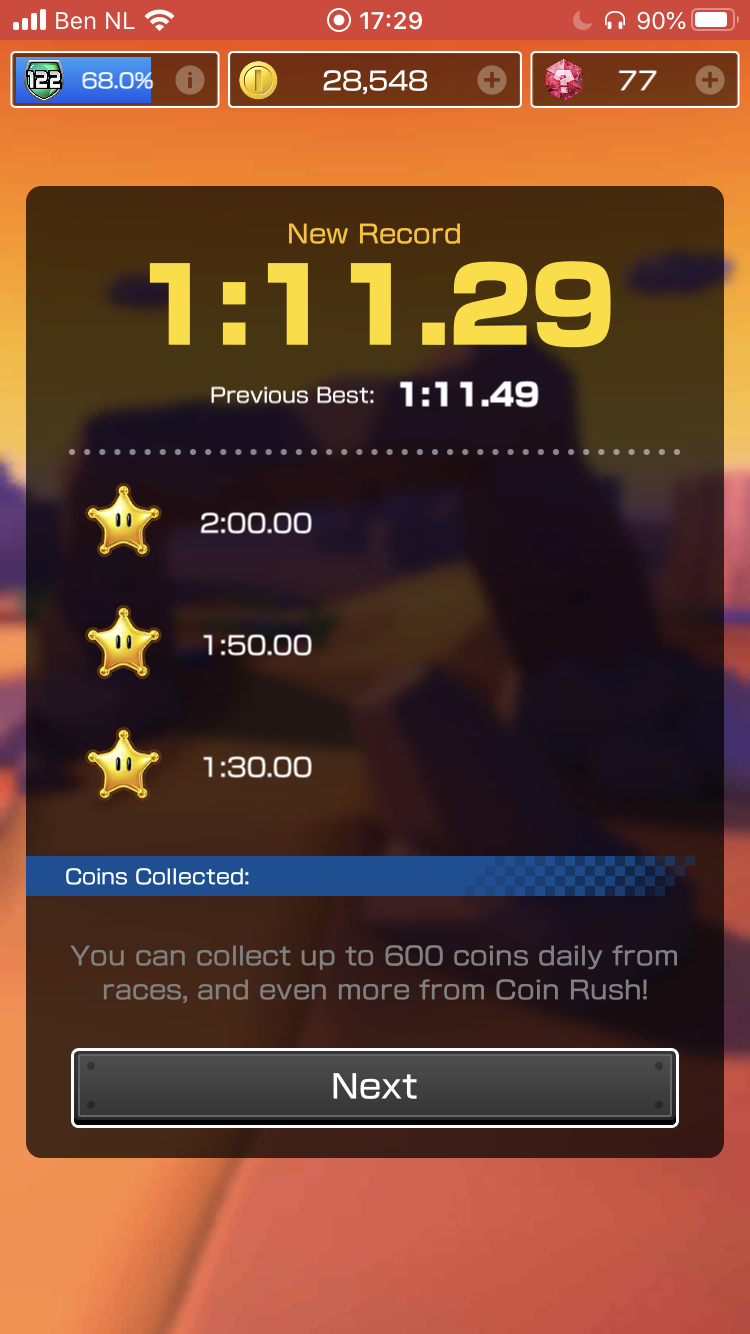 Ben NL 17:29 90%
122 68.0% i 28,548 + 77 +
New Record
1:11.29
Previous Best: 1:11.49
2:00.00
1:50.00
1:30.00
Coins Collected:
You can collect up to 600 coins daily from
races, and even more from Coin Rush!
Next